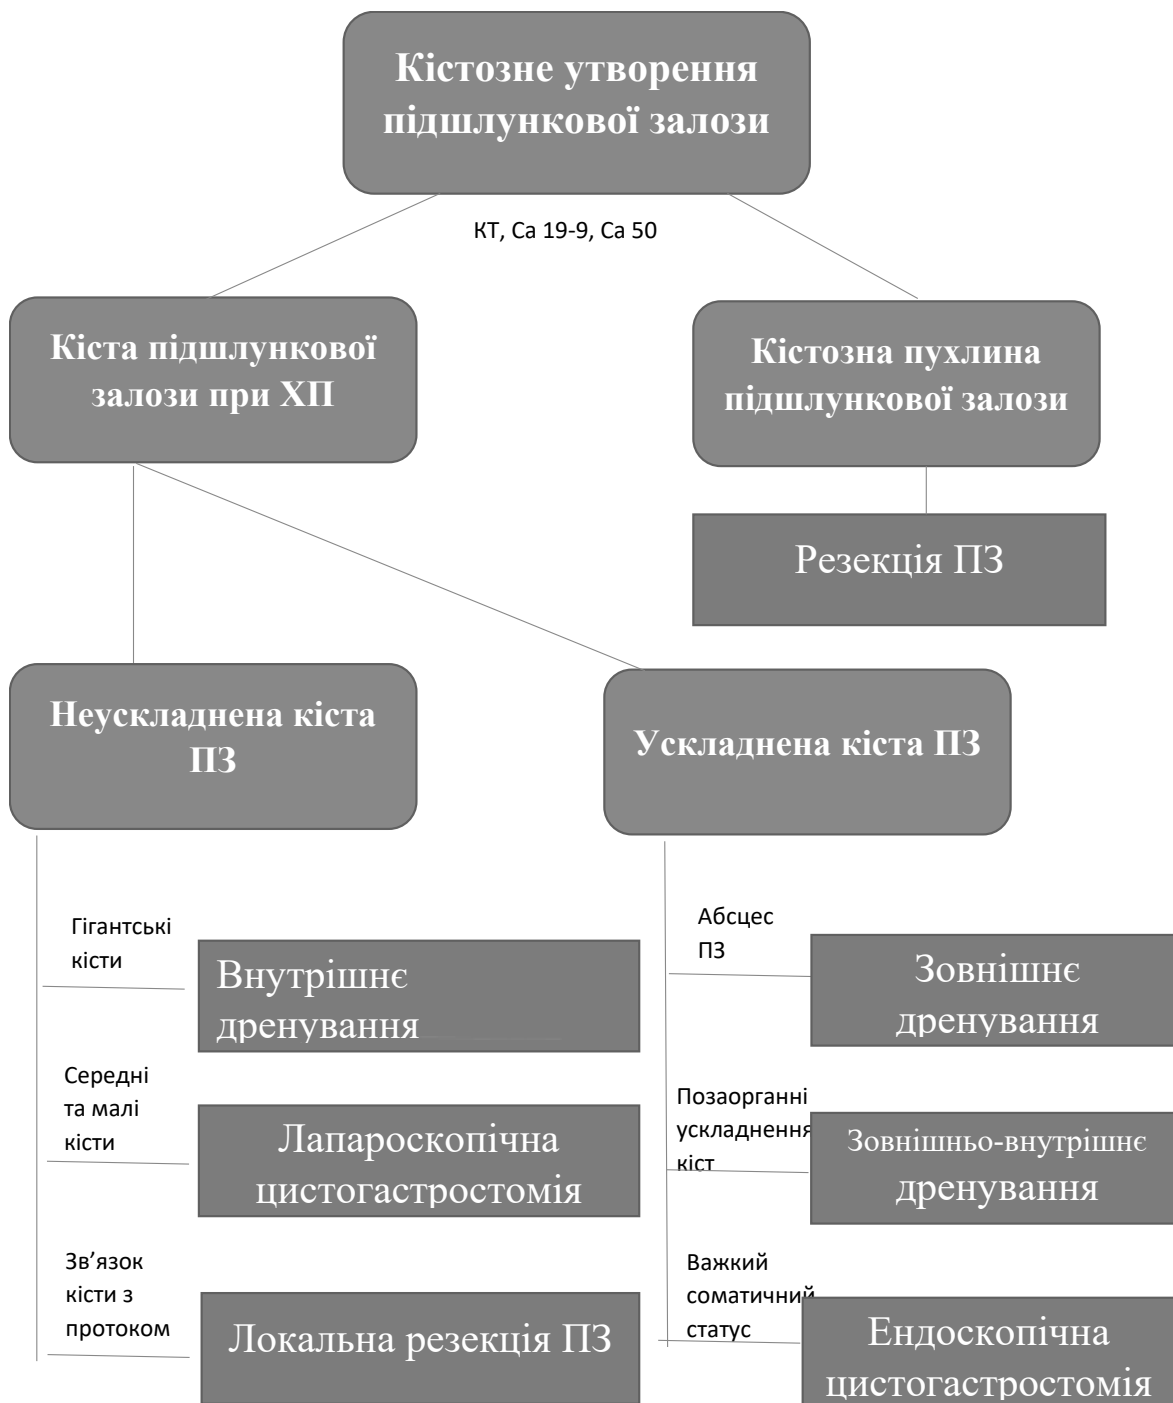 Кістозне утворення
підшлункової залози
КТ, Са 19-9, Са 50
Кіста підшлункової
залози при ХП
Кістозна пухлина
підшлункової залози
Резекція ПЗ
Неускладнена кіста
ПЗ
Ускладнена кіста ПЗ
Гігантські
кісти
Внутрішнє
дренування
Середні
та малі
кісти
Лапароскопічна
цистогастростомія
Зв’язок
кісти з
протоком
Локальна резекція ПЗ
Абсцес
ПЗ
Зовнішнє
дренування
Позаорганні
ускладнення
кіст
Зовнішньо-внутрішнє
дренування
Важкий
соматичний
статус
Ендоскопічна
цистогастростомія